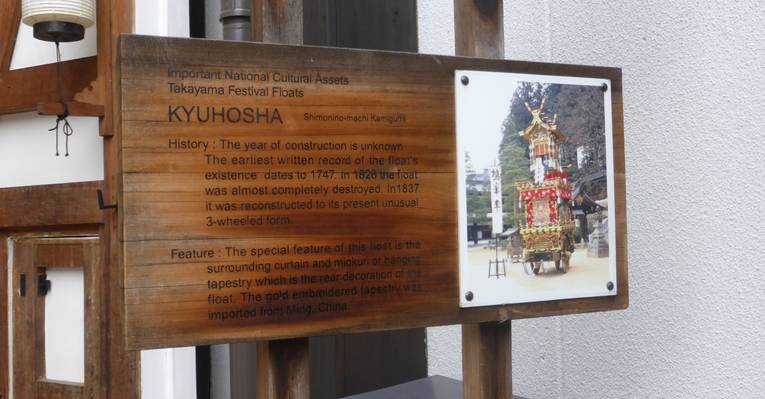 Important National Cultural Assets
Takayama Festival Floats
KYUHOSHA Shimonino-machi Kamigumi
History : The year of construction is unknown
The earliest written record of the float's
existence dates to 1747. In 1826 the float
was almost completely destroyed. In1837
it was reconstructed to its present unusual
3-wheeled form.
Feature : The special feature of this float is the
surrounding curtain and miokuri or hanging
tapestry which is the rear decoration of the
float. The gold embroidered tapestry was
imported from Ming, China.